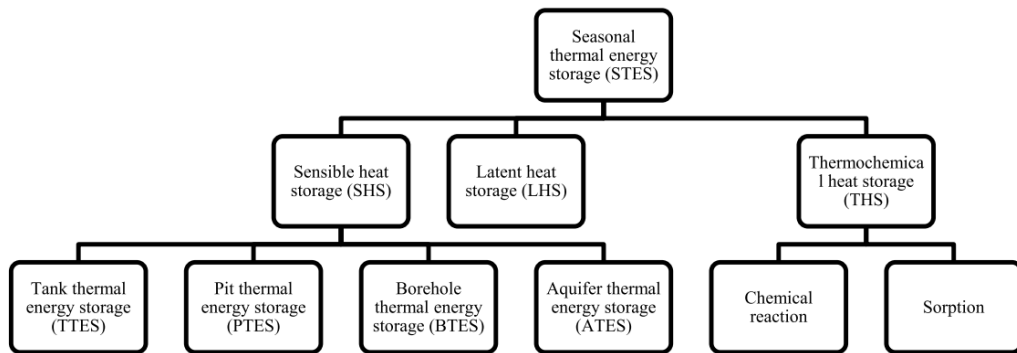 Seasonal
thermal energy
storage (STES)
Sensible heat
storage (SHS)
Latent heat
storage (LHS)
Thermochemica
l heat storage
(THS)
Tank thermal
energy storage
(TTES)
Pit thermal
energy storage
(PTES)
Borehole
thermal energy
storage (BTES)
Aquifer thermal
energy storage
(ATES)
Chemical
reaction
Sorption